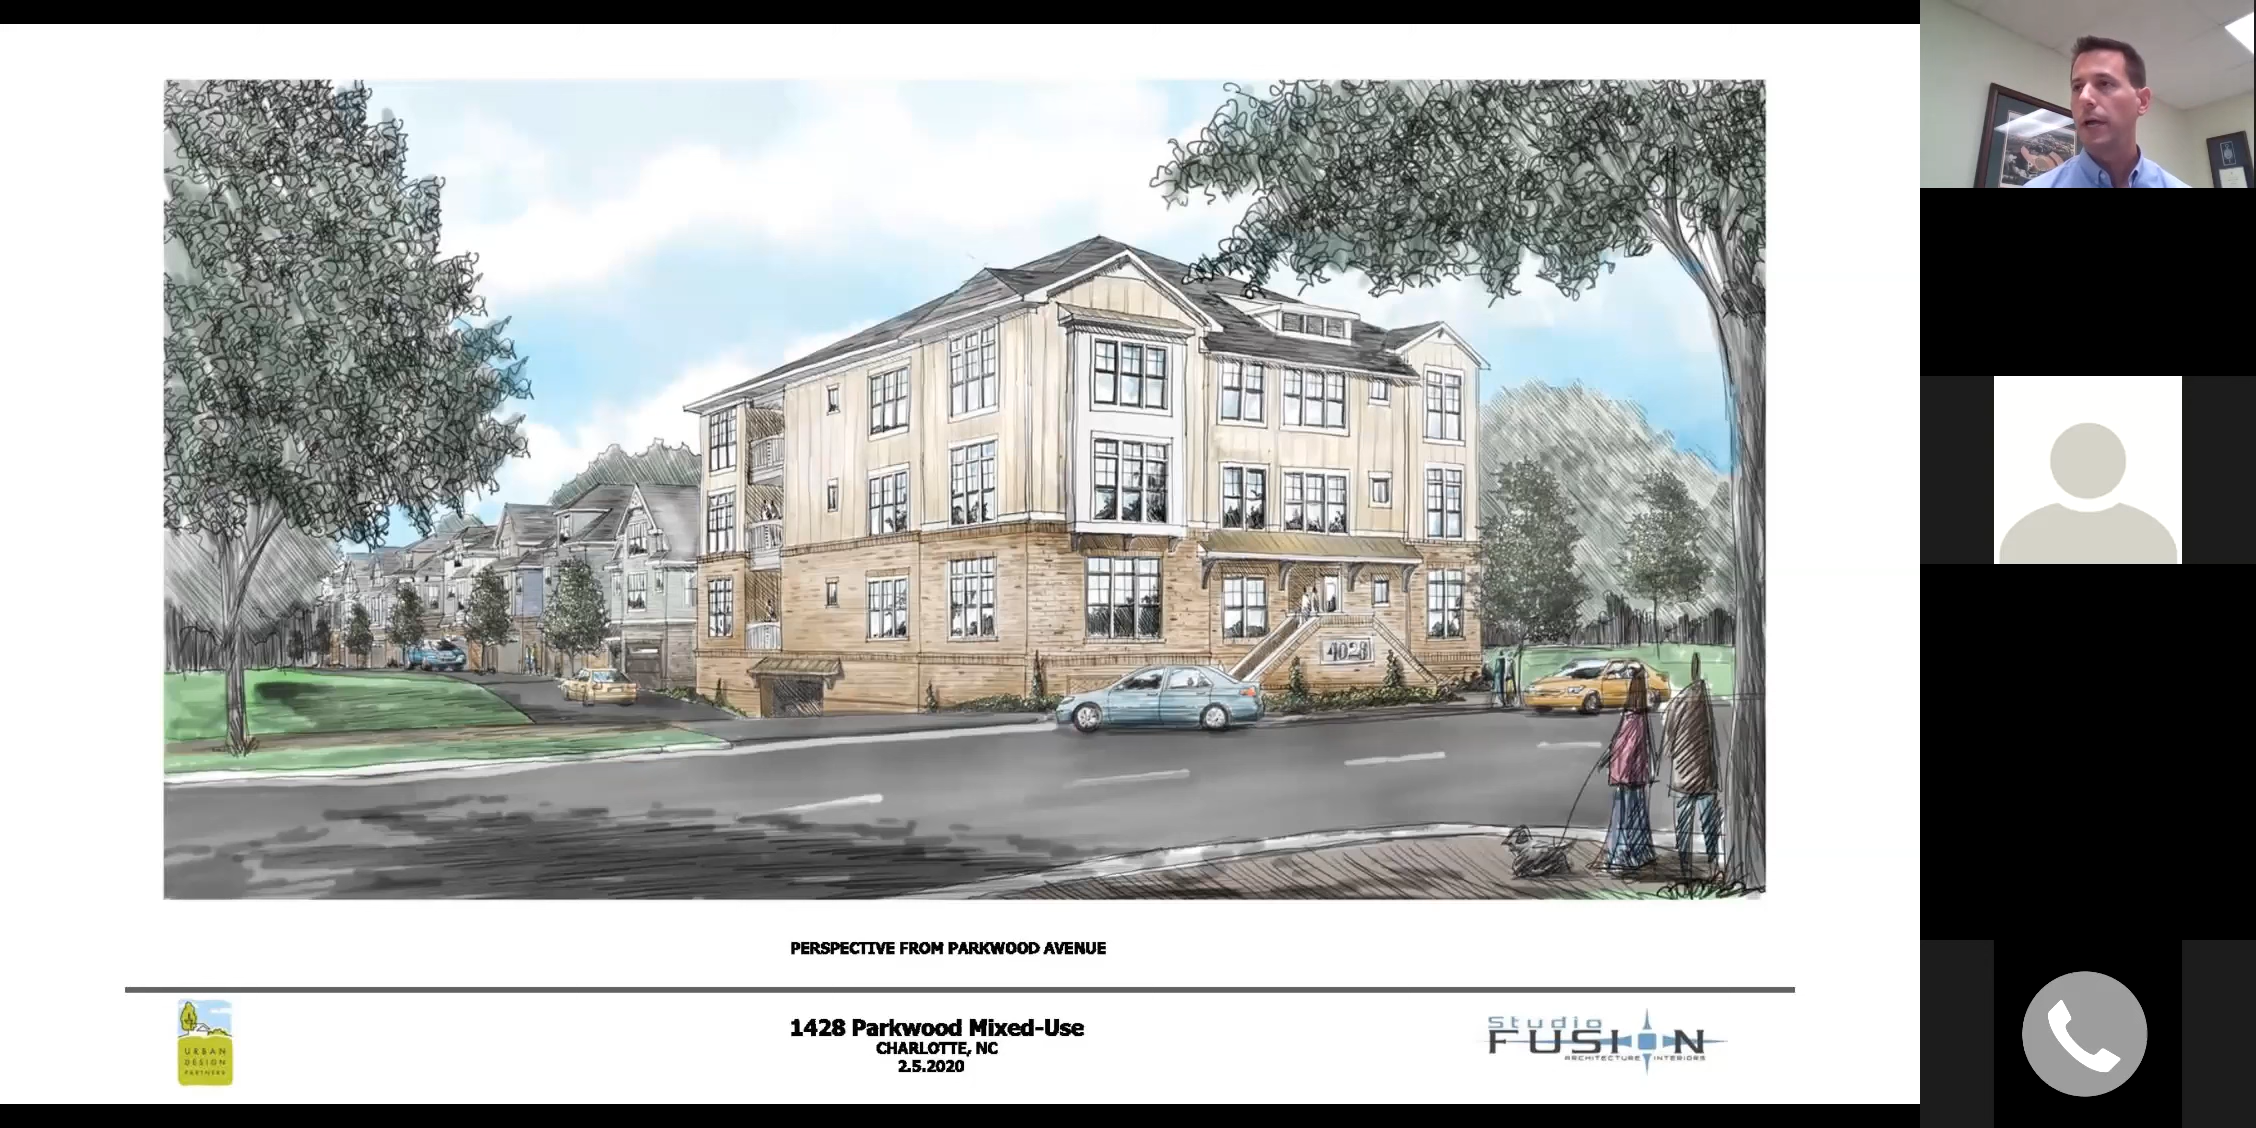 4028
PERSPECTIVE FROM PARKWOOD AVENUE
1428 Parkwood Mixed-Use
CHARLOTTE, NC
2.5.2020
URBAN
DESIGN
PARTNERS
Studio
FUSION
ARCHITECTURE INTERIORS